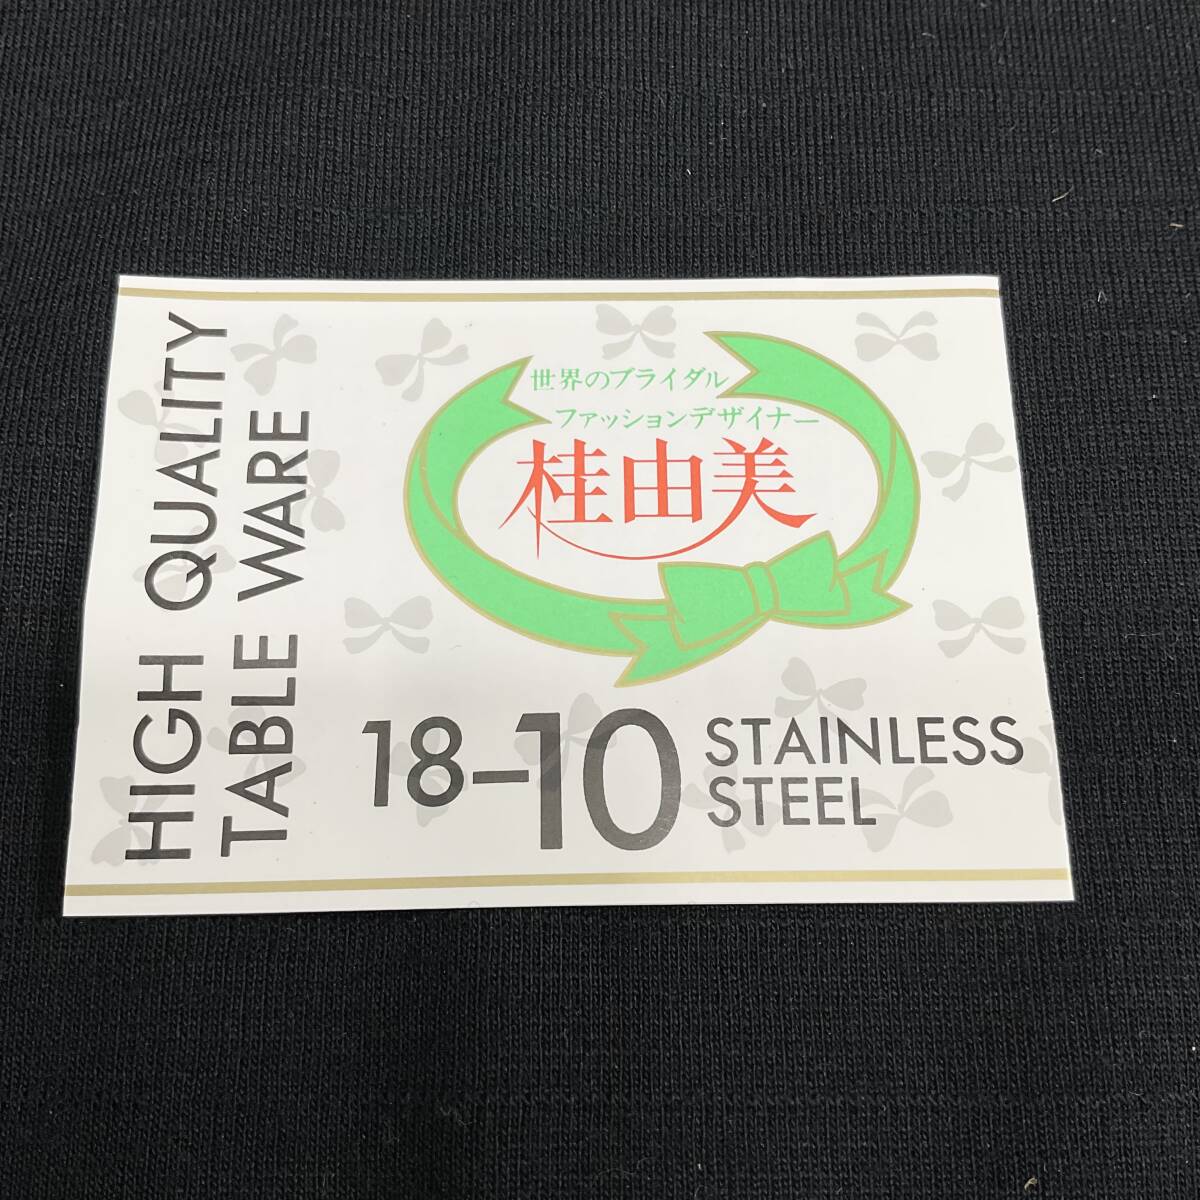 HIGH QUALITY
TABLE WARE
世界のブライダル
ファッションデザイナー
桂由美
18-10 STAINLESS
STEEL